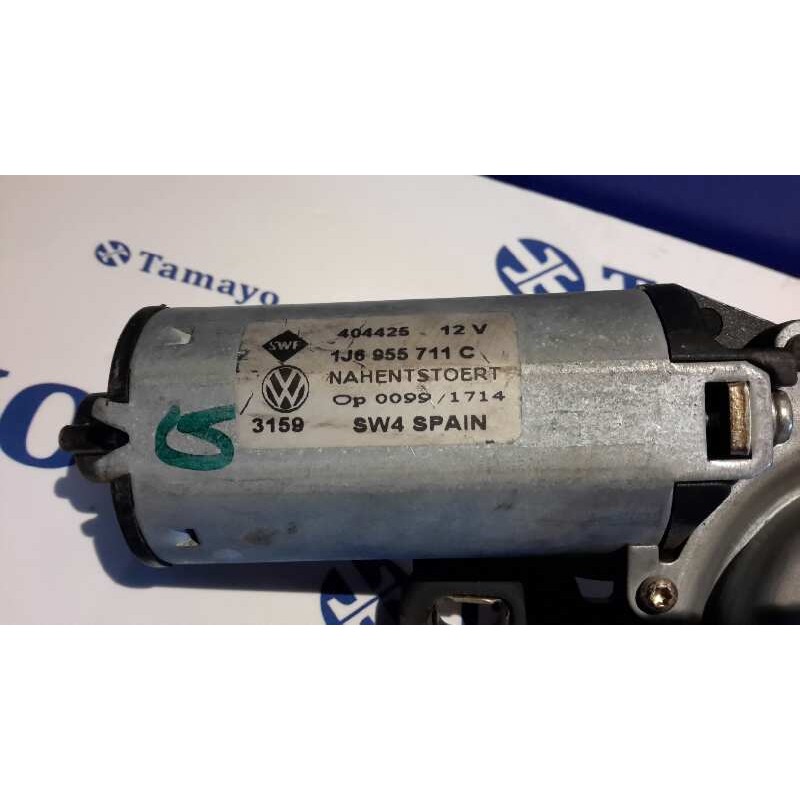 Tamayo
SWF
404425 12 V
1J6 955 711 C
NAHENTSTOERT
Op 0099/1714
3159 SW4 SPAIN